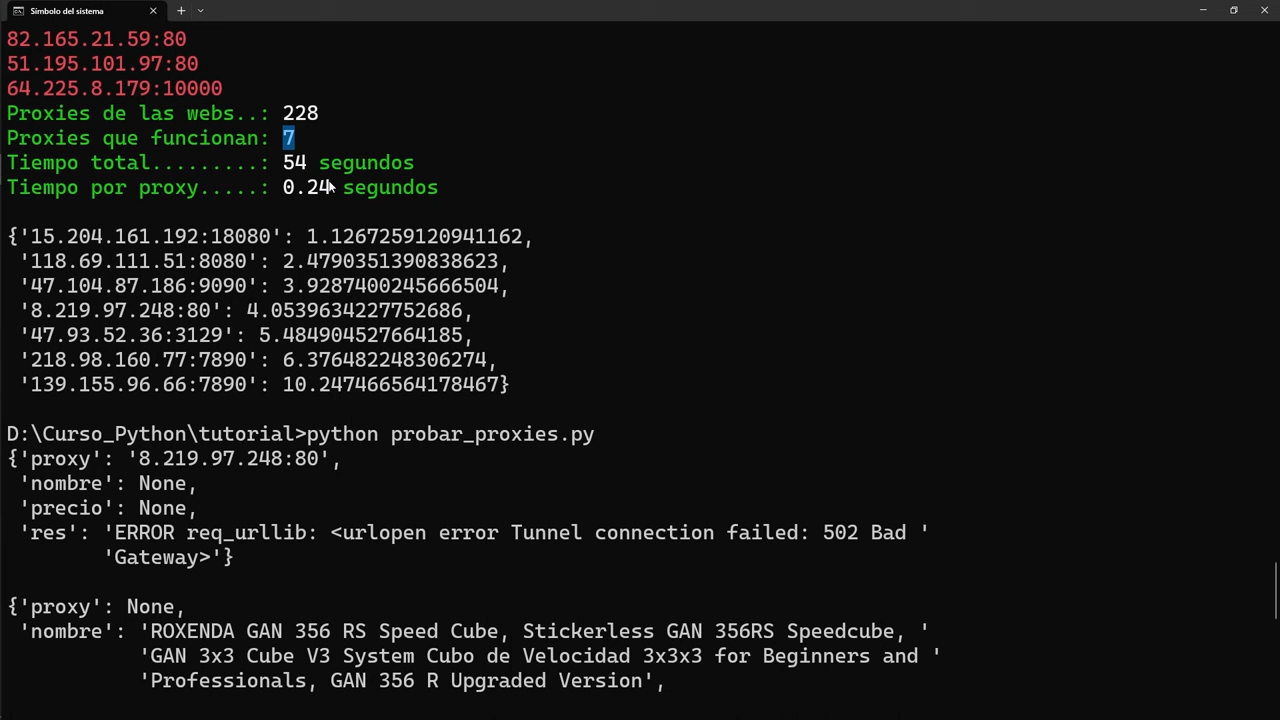 Símbolo del sistema
82.165.21.59:80
51.195.101.97:80
64.225.8.179:10000
Proxies de las webs..: 228
Proxies que funcionan: 7
Tiempo total.........: 54 segundos
Tiempo por proxy.....: 0.24 segundos
{'15.204.161.192:18080': 1.1267259120941162,
'118.69.111.51:8080': 2.4790351390838623,
'47.104.87.186:9090': 3.9287400245666504,
'8.219.97.248:80': 4.0539634227752686,
'47.93.52.36:3129': 5.484904527664185,
'218.98.160.77:7890': 6.376482248306274,
'139.155.96.66:7890': 10.247466564178467}
D:\Curso_Python\tutorial>python probar_proxies.py
{'proxy': '8.219.97.248:80',
'nombre': None,
'precio': None,
'res': 'ERROR req_urllib: <urlopen error Tunnel connection failed: 502 Bad '
'Gateway>'}
{'proxy': None,
'nombre': 'ROXENDA GAN 356 RS Speed Cube, Stickerless GAN 356RS Speedcube, '
'GAN 3x3 Cube V3 System Cubo de Velocidad 3x3x3 for Beginners and '
'Professionals, GAN 356 R Upgraded Version',